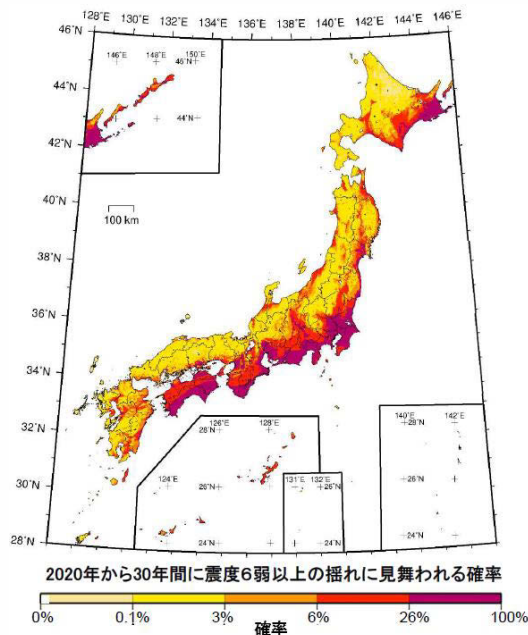 128°E 130°E 132°E 134°E 136°E 138°E 140°E 142°E 144°E 146°E
46°N
146°E 148°E 150°E
46°N
44°N
44°N
42°N
100 km
40°N
38°N
36°N
34°N
32°N
30°N
28°N
126°E 128°E
28°N
124°E
26°N
131°E 132°E
26°N
24°N
24°N
140°E 142°E
28°N
26°N
24°N
2020年から30年間に震度6弱以上の揺れに見舞われる確率
0% 0.1% 3% 6% 26% 100%
確率